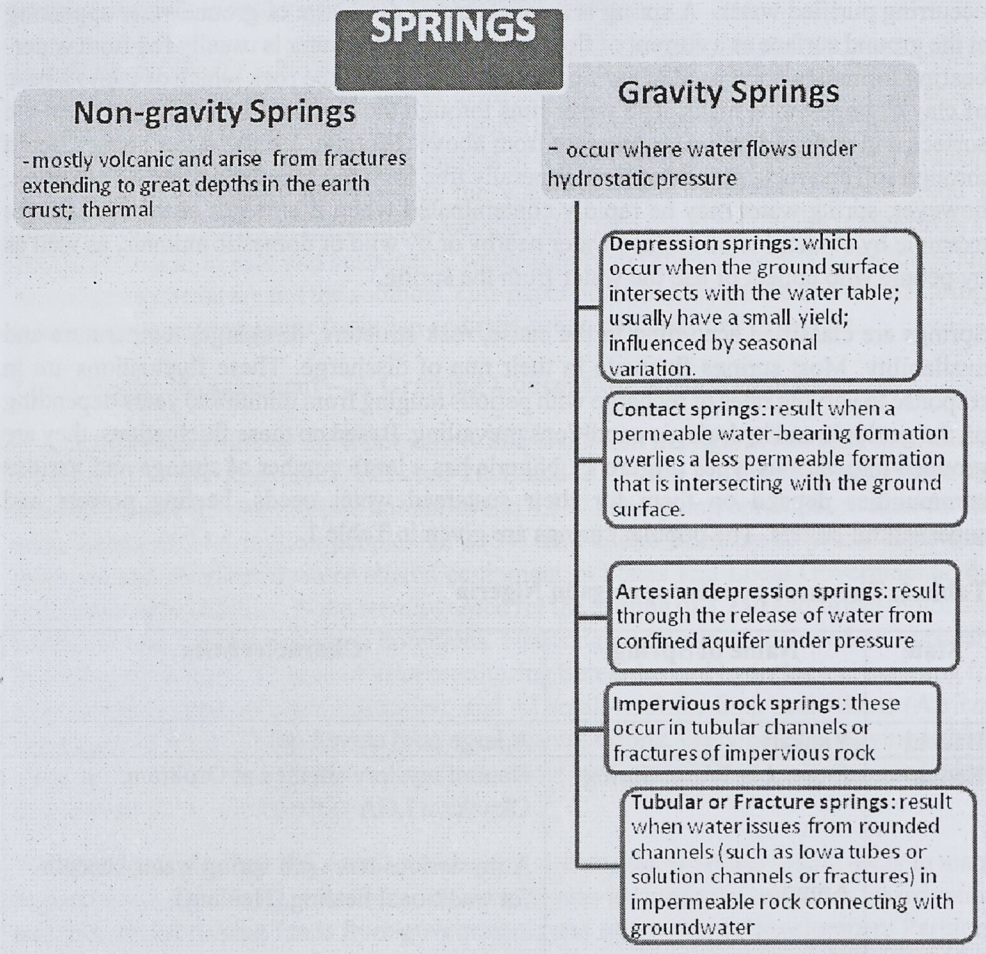 SPRINGS
Non-gravity Springs
-mostly volcanic and arise from fractures
extending to great depths in the earth
crust; thermal
Gravity Springs
- occur where water flows under
hydrostatic pressure
Depression springs: which
occur when the ground surface
intersects with the water table;
usually have a small yield;
influenced by seasonal
variation.
Contact springs: result when a
permeable water-bearing formation
overlies a less permeable formation
that is intersecting with the ground
surface.
Artesian depression springs: result
through the release of water from
confined aquifer under pressure
Impervious rock springs: these
occur in tubular channels or
fractures of impervious rock
Tubular or Fracture springs: result
when water issues from rounded
channels (such as Iowa tubes or
solution channels or fractures) in
impermeable rock connecting with
groundwater